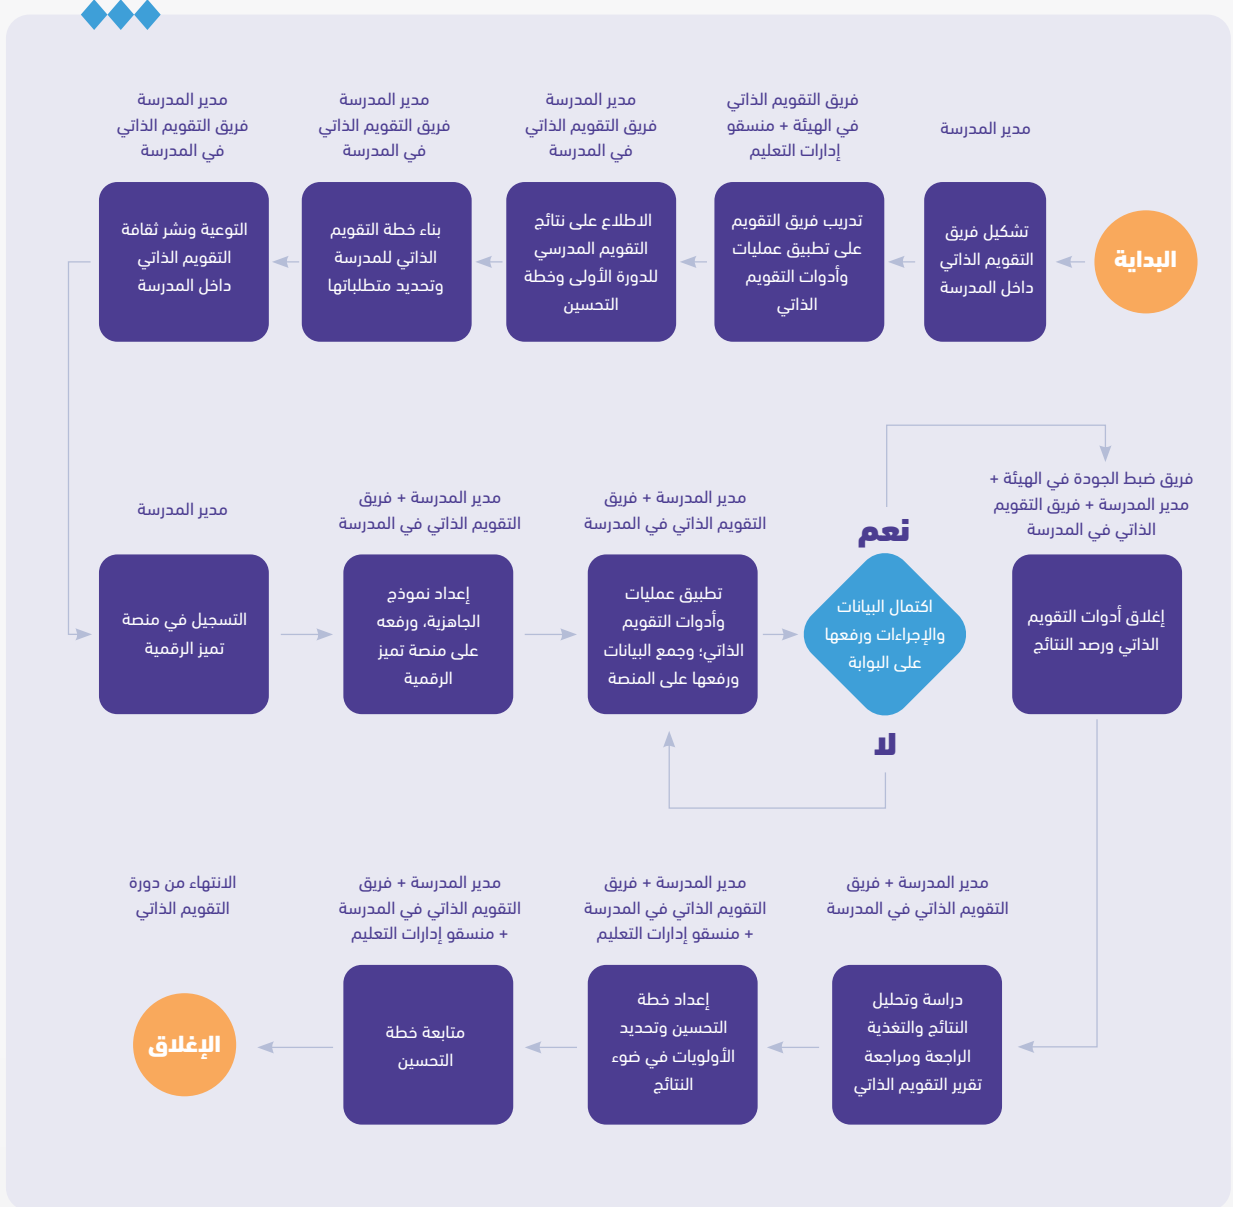 مدير المدرسة
فريق التقويم الذاتي
في الهيئة + منسقو
إدارات التعليم
مدير المدرسة
فريق التقويم الذاتي
في المدرسة
مدير المدرسة
فريق التقويم الذاتي
في المدرسة
مدير المدرسة
فريق التقويم الذاتي
في المدرسة
البداية
تشكيل فريق
التقويم الذاتي
داخل المدرسة
تدريب فريق التقويم
على تطبيق عمليات
وأدوات التقويم
الذاتي
الاطلاع على نتائج
التقويم المدرسي
للدورة الأولى وخطة
التحسين
بناء خطة التقويم
الذاتي للمدرسة
وتحديد متطلباتها
التوعية ونشر ثقافة
التقويم الذاتي
داخل المدرسة
مدير المدرسة
التسجيل في منصة
تميز الرقمية
مدير المدرسة + فريق
التقويم الذاتي في المدرسة
إعداد نموذج
الجاهزية، ورفعه
على منصة تميز
الرقمية
مدير المدرسة + فريق
التقويم الذاتي في المدرسة
تطبيق عمليات
وأدوات التقويم
الذاتي؛ وجمع البيانات
ورفعها على المنصة
نعم
اكتمال البيانات
والإجراءات ورفعها
على البوابة
لا
فريق ضبط الجودة في الهيئة +
مدير المدرسة + فريق التقويم
الذاتي في المدرسة
إغلاق أدوات التقويم
الذاتي ورصد النتائج
مدير المدرسة + فريق
التقويم الذاتي في المدرسة
دراسة وتحليل
النتائج والتغذية
الراجعة ومراجعة
تقرير التقويم الذاتي
مدير المدرسة + فريق
التقويم الذاتي في المدرسة
+ منسقو إدارات التعليم
إعداد خطة
التحسين وتحديد
الأولويات في ضوء
النتائج
مدير المدرسة + فريق
التقويم الذاتي في المدرسة
+ منسقو إدارات التعليم
متابعة خطة
التحسين
الانتهاء من دورة
التقويم الذاتي
الإغلاق